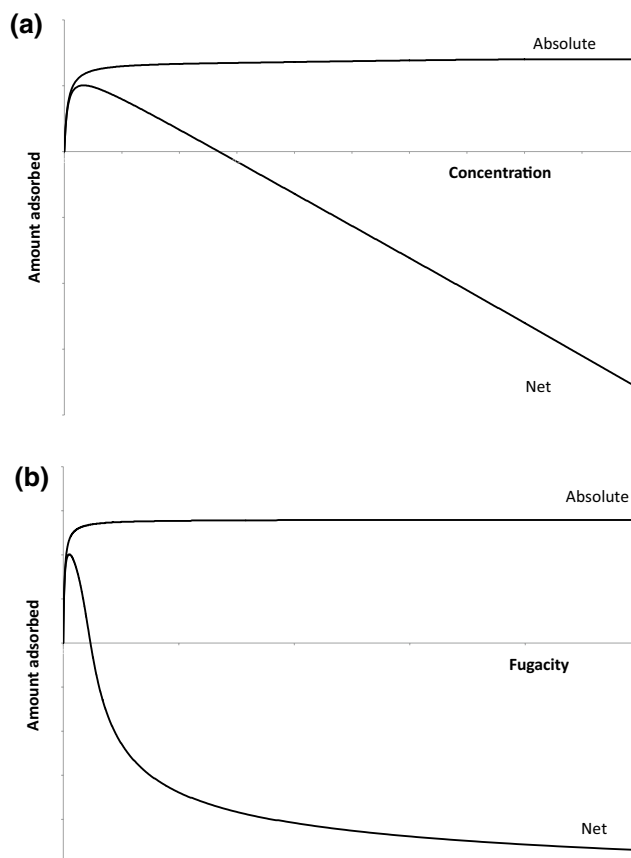 (a)
Absolute
Concentration
Amount adsorbed
Net
(b)
Absolute
Fugacity
Amount adsorbed
Net